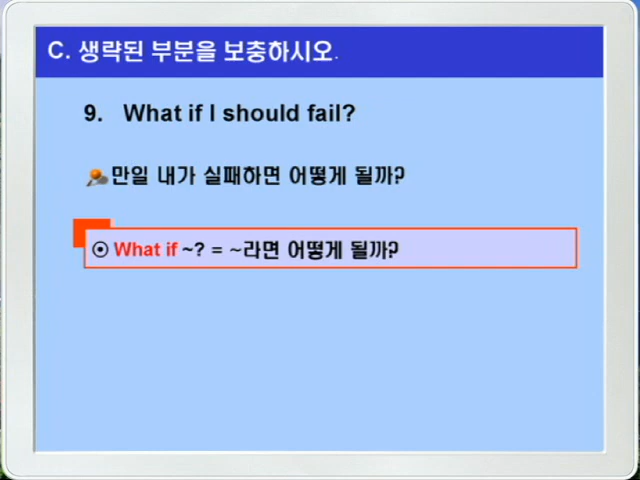 C. 생략된 부분을 보충하시오.
9. What if I should fail?
만일 내가 실패하면 어떻게 될까?
⊙ What if ~? = ~라면 어떻게 될까?